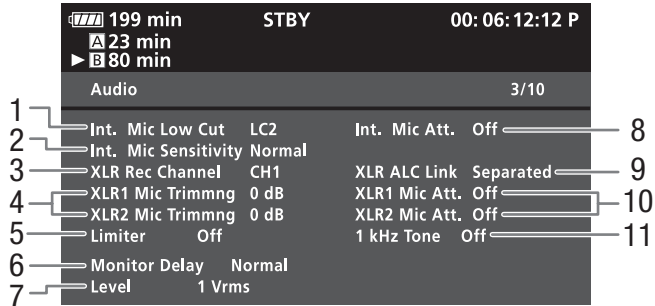 199 min STBY 00:06:12:12 P
A 23 min
B 80 min
Audio 3/10
1 Int. Mic Low Cut LC2 Int. Mic Att. Off 8
2 Int. Mic Sensitivity Normal
3 XLR Rec Channel CH1 XLR ALC Link Separated 9
4 XLR1 Mic Trimmng 0 dB XLR1 Mic Att. Off 10
XLR2 Mic Trimmng 0 dB XLR2 Mic Att. Off
5 Limiter Off 1 kHz Tone Off 11
6 Monitor Delay Normal
7 Level 1 Vrms